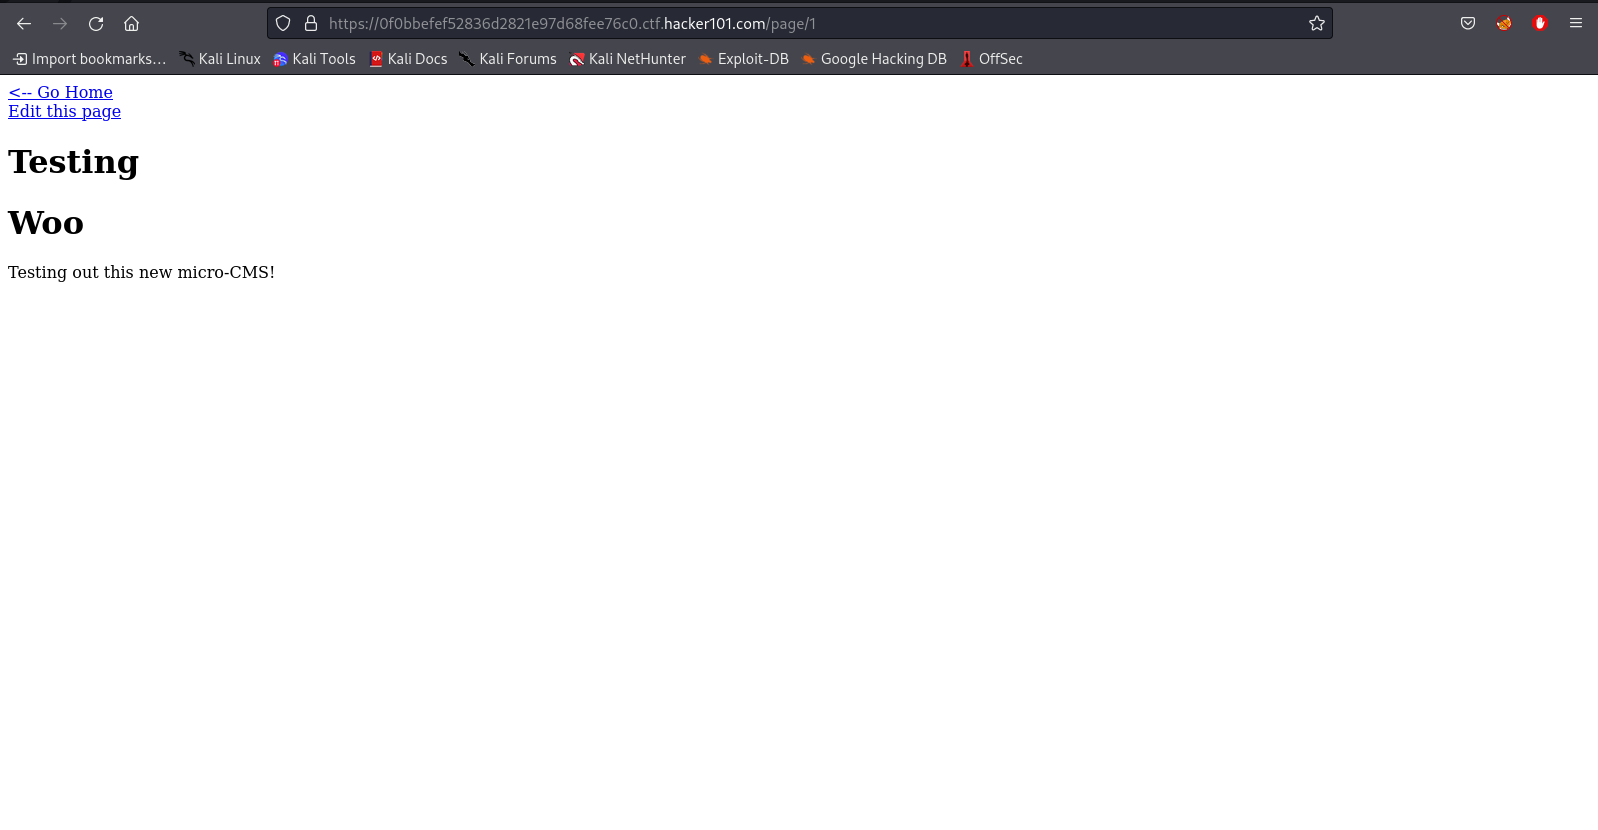 https://0f0bbefef52836d2821e97d68fee76c0.ctf.hacker101.com/page/1
Import bookmarks... Kali Linux Kali Tools Kali Docs Kali Forums Kali NetHunter Exploit-DB Google Hacking DB OffSec
<-- Go Home
Edit this page
Testing
Woo
Testing out this new micro-CMS!